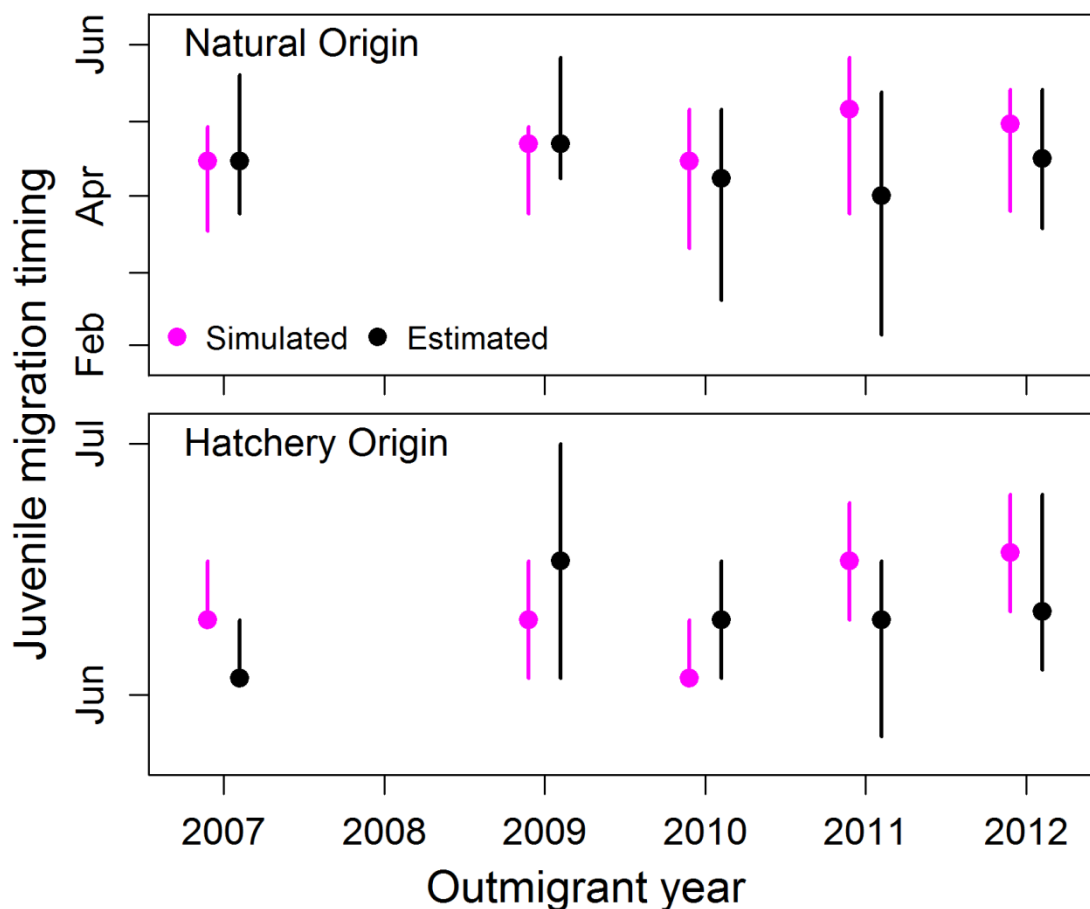 Juvenile migration timing
Natural Origin
Jun
Apr
Feb
Simulated Estimated
Hatchery Origin
Jul
Jun
2007 2008 2009 2010 2011 2012
Outmigrant year